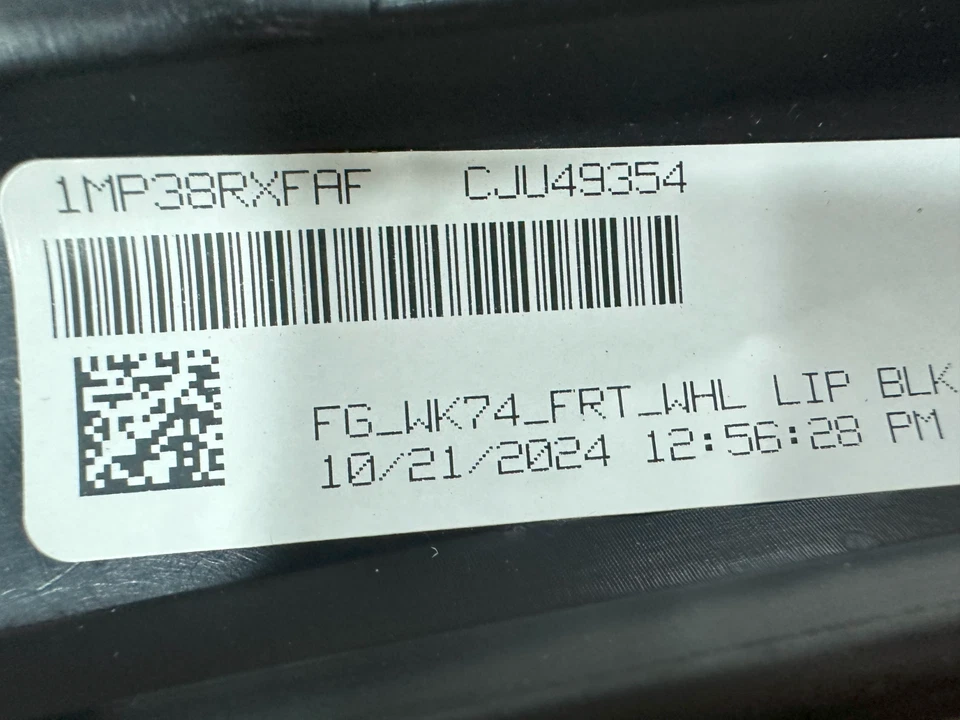 1MP38RXFAF CJU49354
FG_WK74_FRT_WHL LIP BLK
10/21/2024 12:56:28 PM